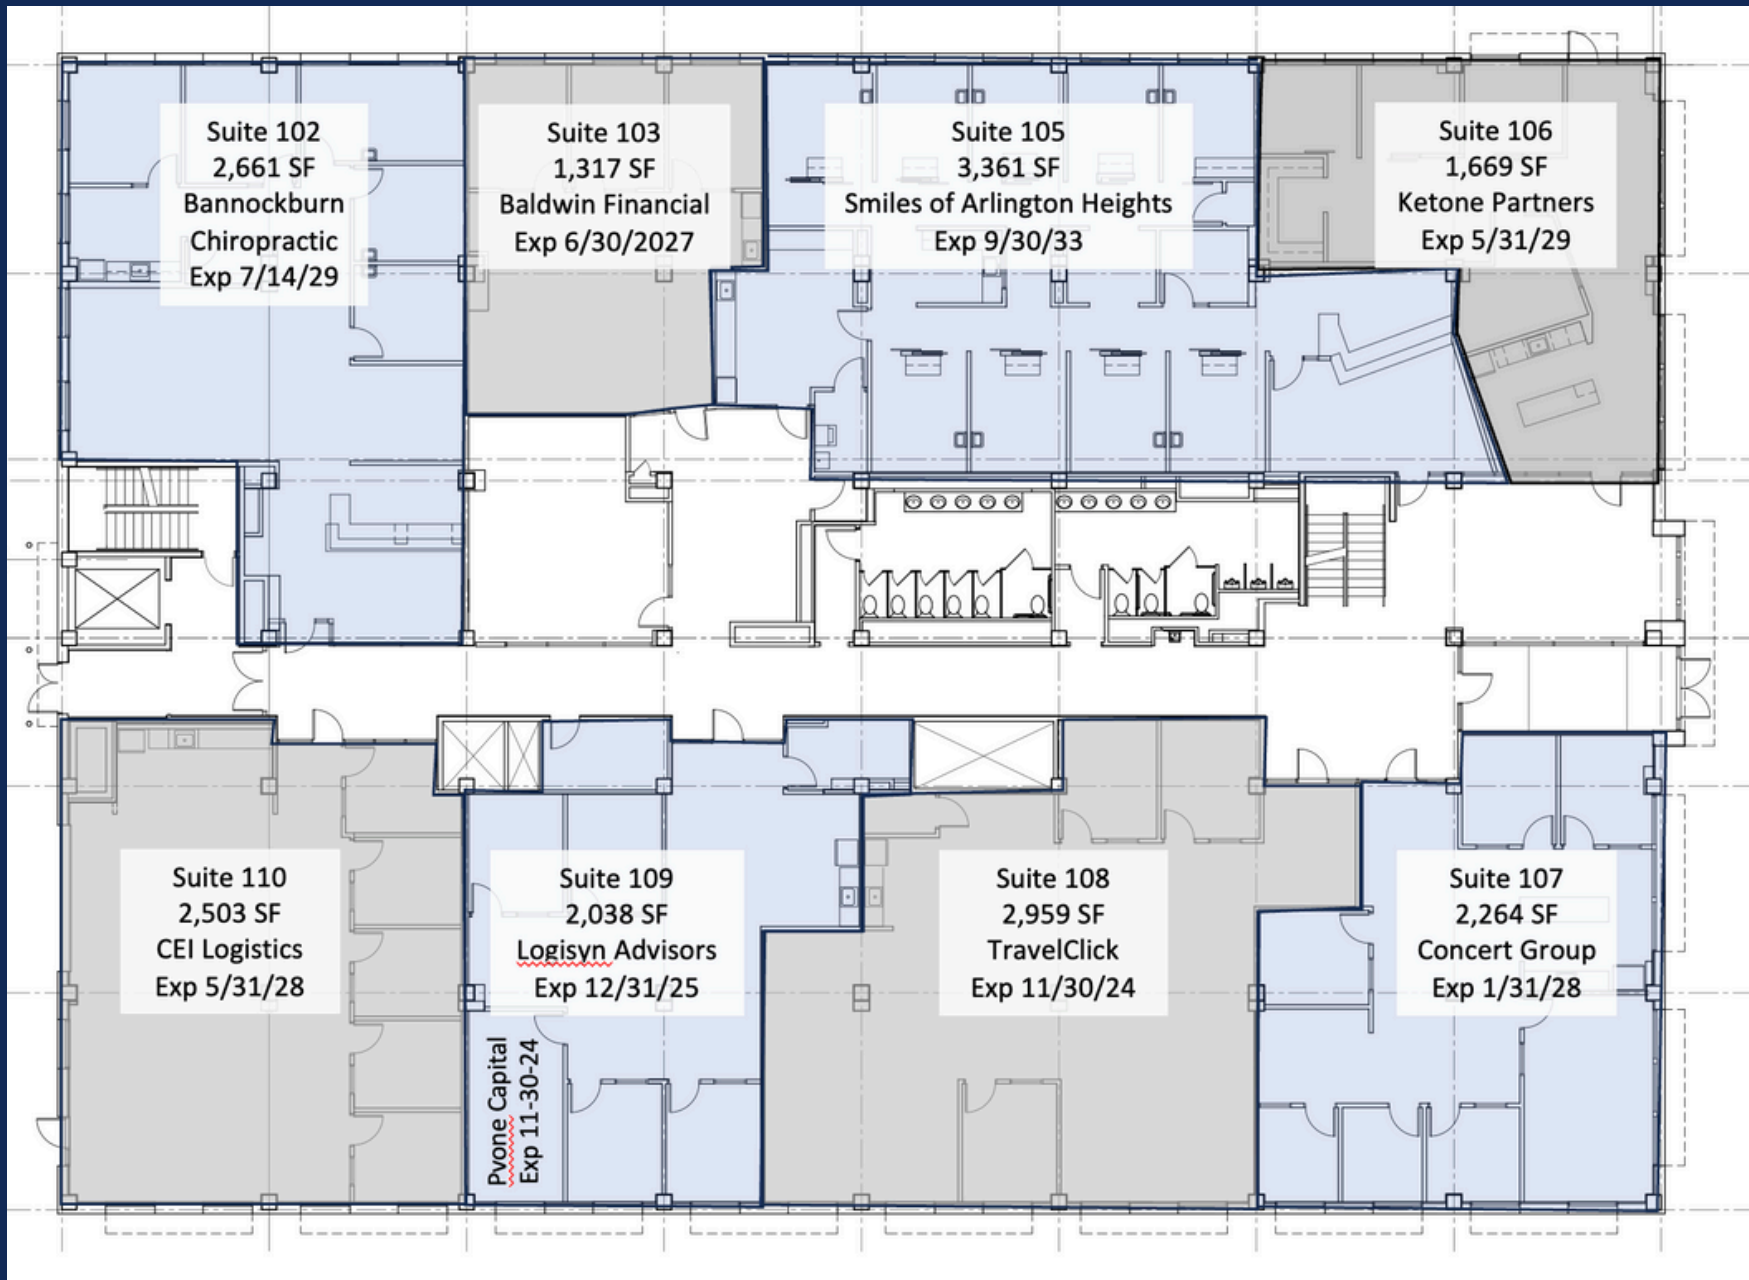 Suite 102
2,661 SF
Bannockburn
Chiropractic
Exp 7/14/29
Suite 103
1,317 SF
Baldwin Financial
Exp 6/30/2027
Suite 105
3,361 SF
Smiles of Arlington Heights
Exp 9/30/33
Suite 106
1,669 SF
Ketone Partners
Exp 5/31/29
Suite 110
2,503 SF
CEI Logistics
Exp 5/31/28
Suite 109
2,038 SF
Logisyn Advisors
Exp 12/31/25
Pvone Capital
Exp 11-30-24
Suite 108
2,959 SF
TravelClick
Exp 11/30/24
Suite 107
2,264 SF
Concert Group
Exp 1/31/28